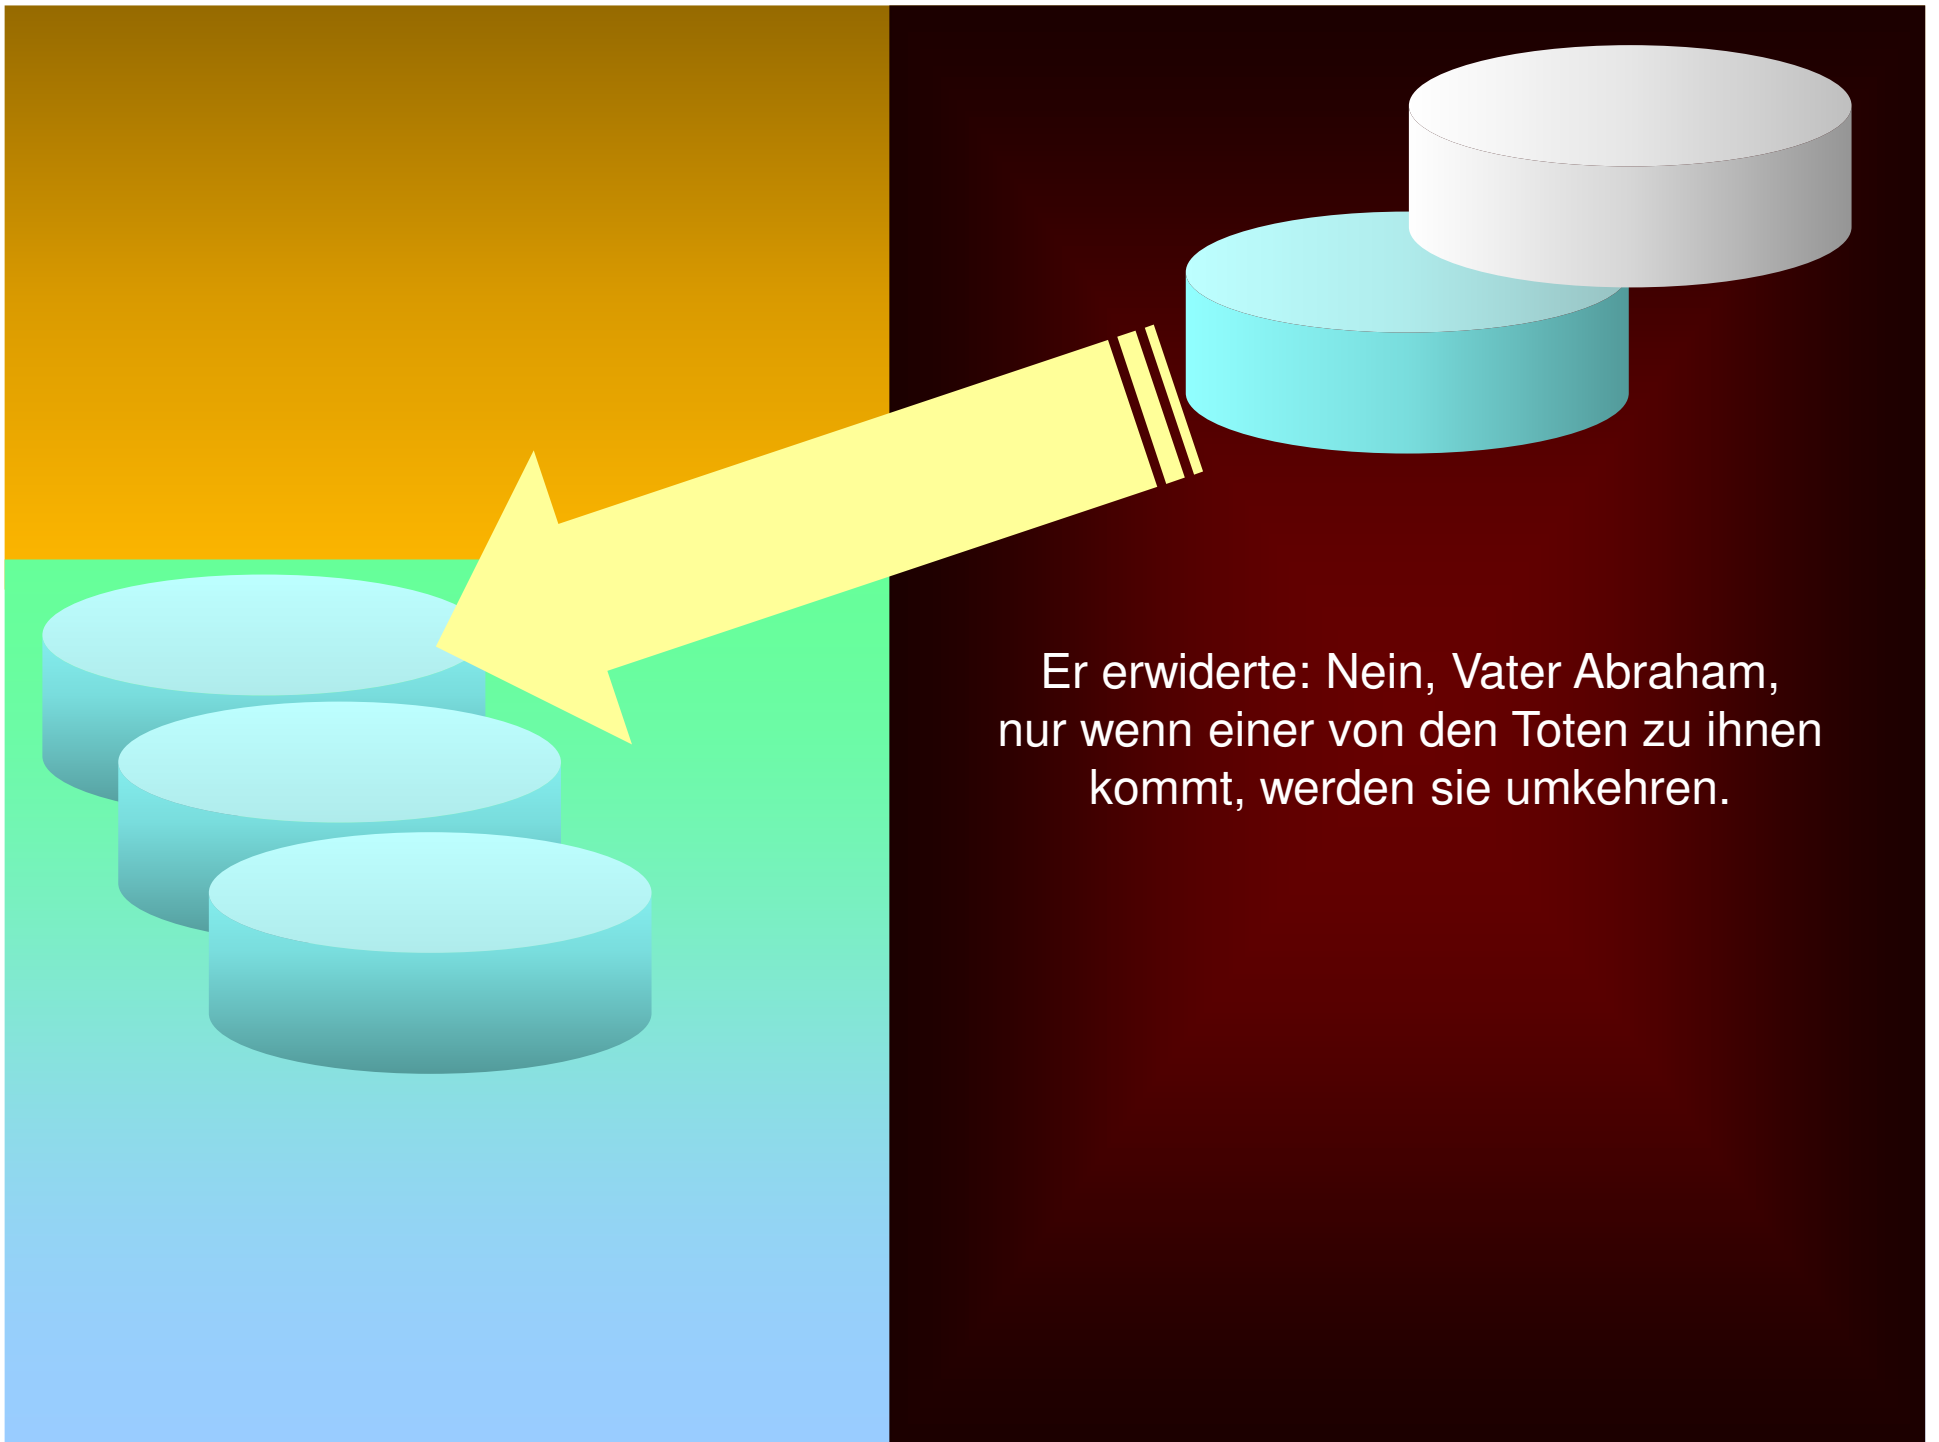 Er erwiderte: Nein, Vater Abraham,
nur wenn einer von den Toten zu ihnen
kommt, werden sie umkehren.